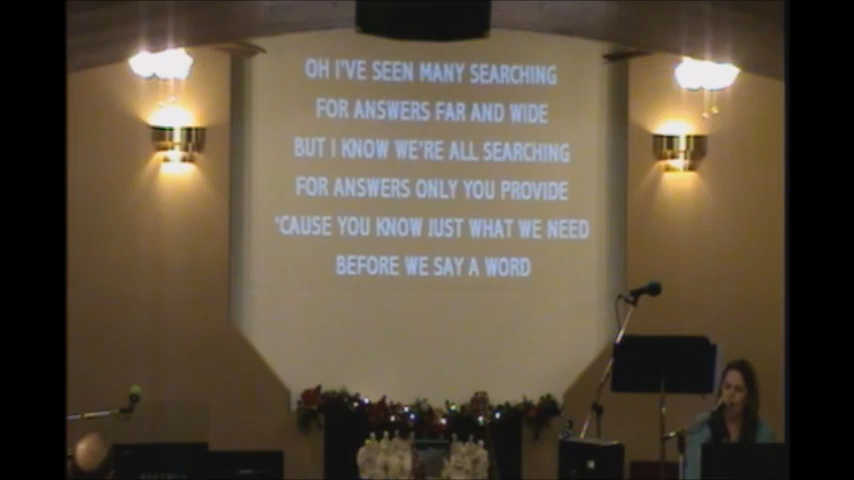 OH I'VE SEEN MANY SEARCHING
FOR ANSWERS FAR AND WIDE
BUT I KNOW WE'RE ALL SEARCHING
FOR ANSWERS ONLY YOU PROVIDE
'CAUSE YOU KNOW JUST WHAT WE NEED
BEFORE WE SAY A WORD